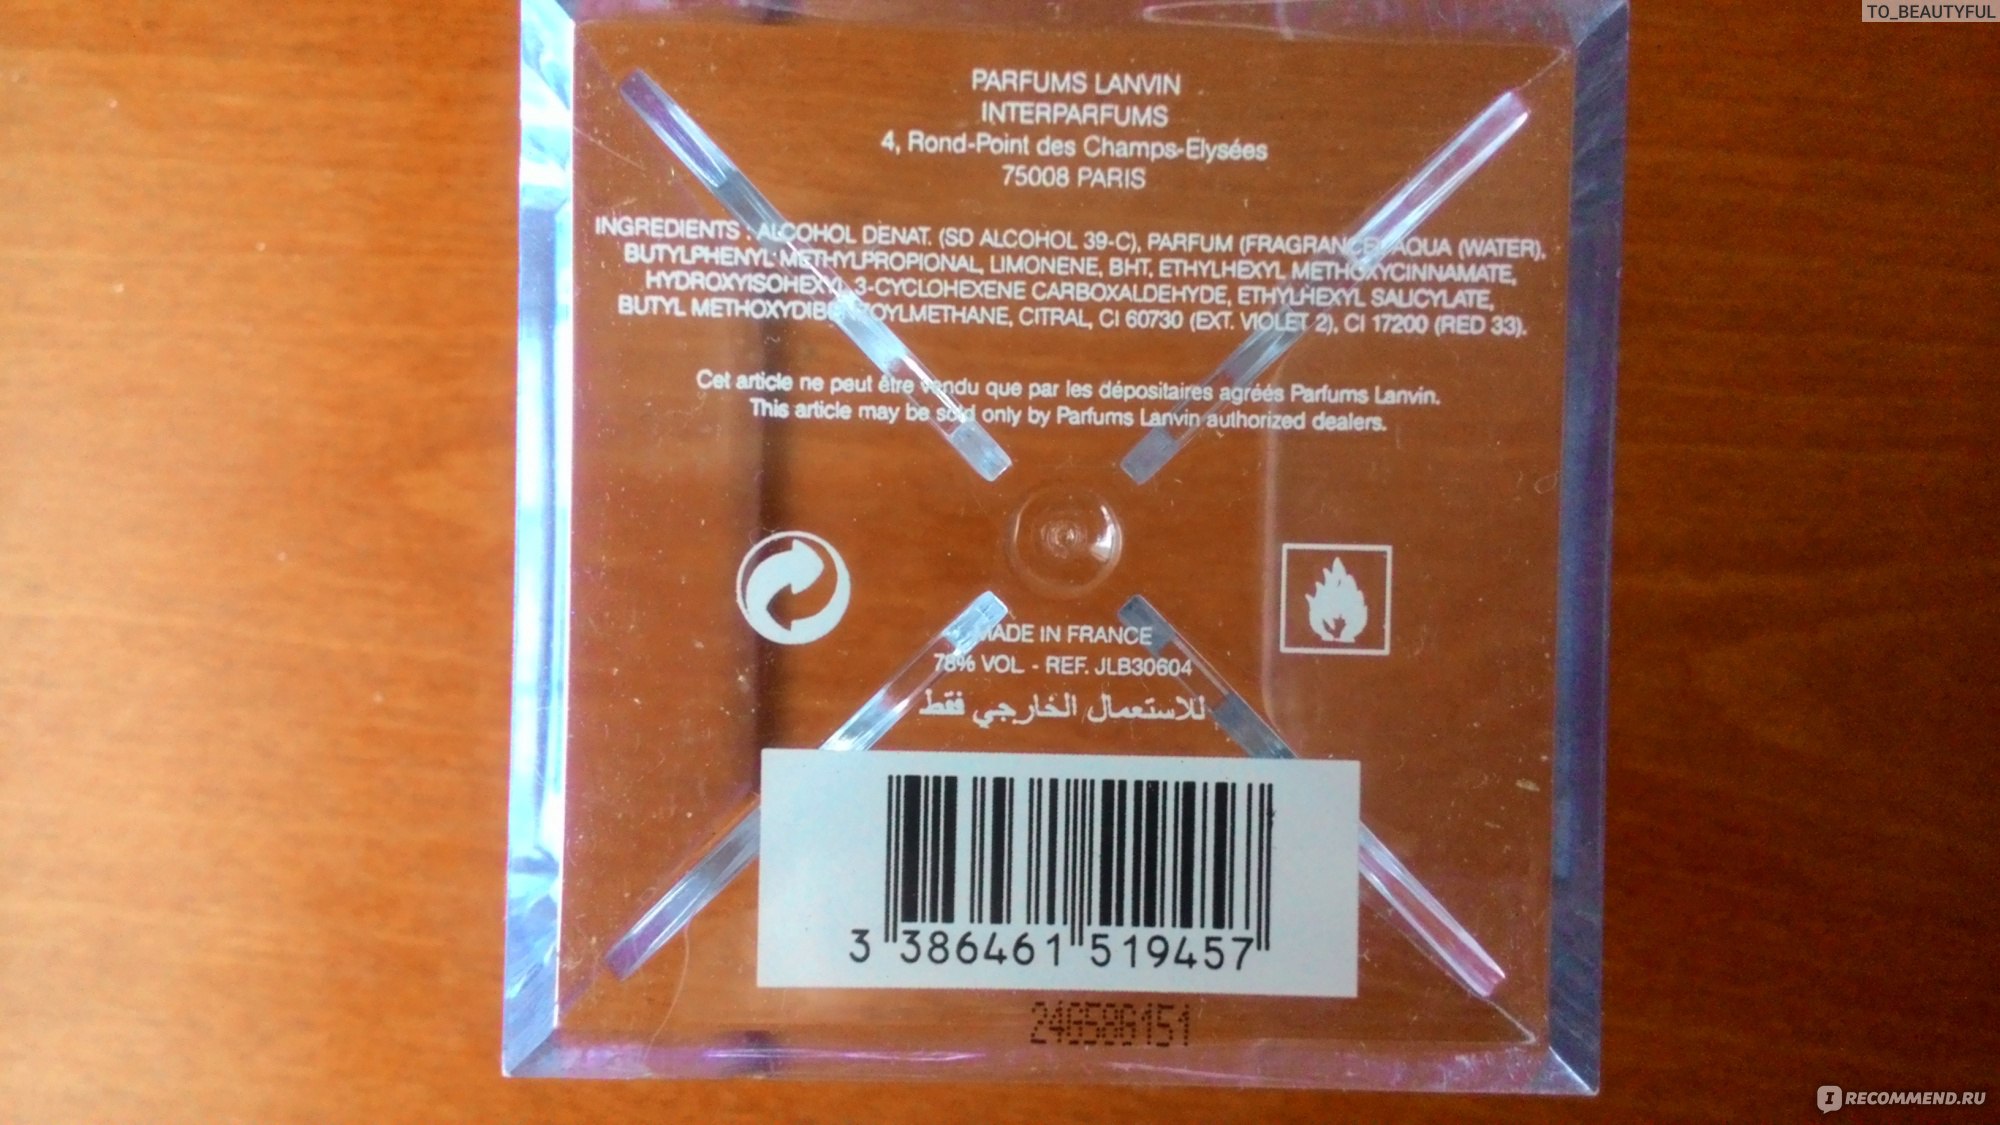 TO_BEAUTYFUL
PARFUMS LANVIN
INTERPARFUMS
4, Rond-Point des Champs-Elysées
75008 PARIS
INGREDIENTS : ALCOHOL DENAT. (SD ALCOHOL 39-C), PARFUM (FRAGRANCE), AQUA (WATER),
BUTYLPHENYL METHYLPROPIONAL, LIMONENE, BHT, ETHYLHEXYL METHOXYCINNAMATE,
HYDROXYISOHEXYL 3-CYCLOHEXENE CARBOXALDEHYDE, ETHYLHEXYL SALICYLATE,
BUTYL METHOXYDIBENZOYLMETHANE, CITRAL, CI 60730 (EXT. VIOLET 2), CI 17200 (RED 33).
Cet article ne peut être vendu que par les dépositaires agréés Parfums Lanvin.
This article may be sold only by Parfums Lanvin authorized dealers.
MADE IN FRANCE
78% VOL - REF. JLB30604
للاستعمال الخارجي فقط
3 386461 519457
I RECOMMEND.RU